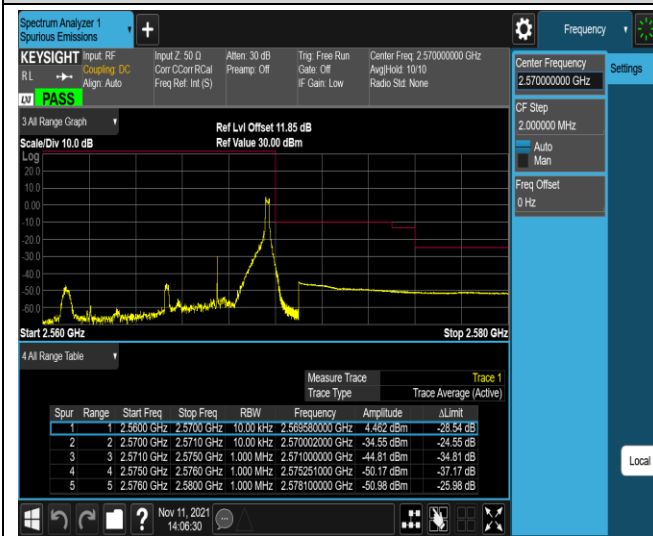 Spectrum Analyzer 1
Spurious Emissions
Frequency
KEYSIGHT
Input: RF
Coupling: DC
Align: Auto
Input Z: 50 Ω
Corr CCorr RCal
Freq Ref: Int (S)
Atten: 30 dB
Preamp: Off
Trig: Free Run
Gate: Off
IF Gain: Low
Center Freq: 2.570000000 GHz
Avg|Hold: 10/10
Radio Std: None
R L
LNI PASS
Center Frequency
2.570000000 GHz
Settings
CF Step
2.000000 MHz
Auto
Man
Freq Offset
0 Hz
3 All Range Graph
Scale/Div 10.0 dB
Ref Lvl Offset 11.85 dB
Ref Value 30.00 dBm
Log
20.0
10.0
0.00
-10.0
-20.0
-30.0
-40.0
-50.0
-60.0
Start 2.560 GHz
Stop 2.580 GHz
4 All Range Table
Measure Trace Trace 1
Trace Type Trace Average (Active)
Spur Range Start Freq Stop Freq RBW Frequency Amplitude ΔLimit
1 1 2.5600 GHz 2.5700 GHz 10.00 kHz 2.569580000 GHz 4.462 dBm -28.54 dB
2 2 2.5700 GHz 2.5710 GHz 10.00 kHz 2.570002000 GHz -34.55 dBm -24.55 dB
3 3 2.5710 GHz 2.5750 GHz 1.000 MHz 2.571000000 GHz -44.81 dBm -34.81 dB
4 4 2.5750 GHz 2.5760 GHz 1.000 MHz 2.575251000 GHz -50.17 dBm -37.17 dB
5 5 2.5760 GHz 2.5800 GHz 1.000 MHz 2.578100000 GHz -50.98 dBm -25.98 dB
Local
Nov 11, 2021
14:06:30